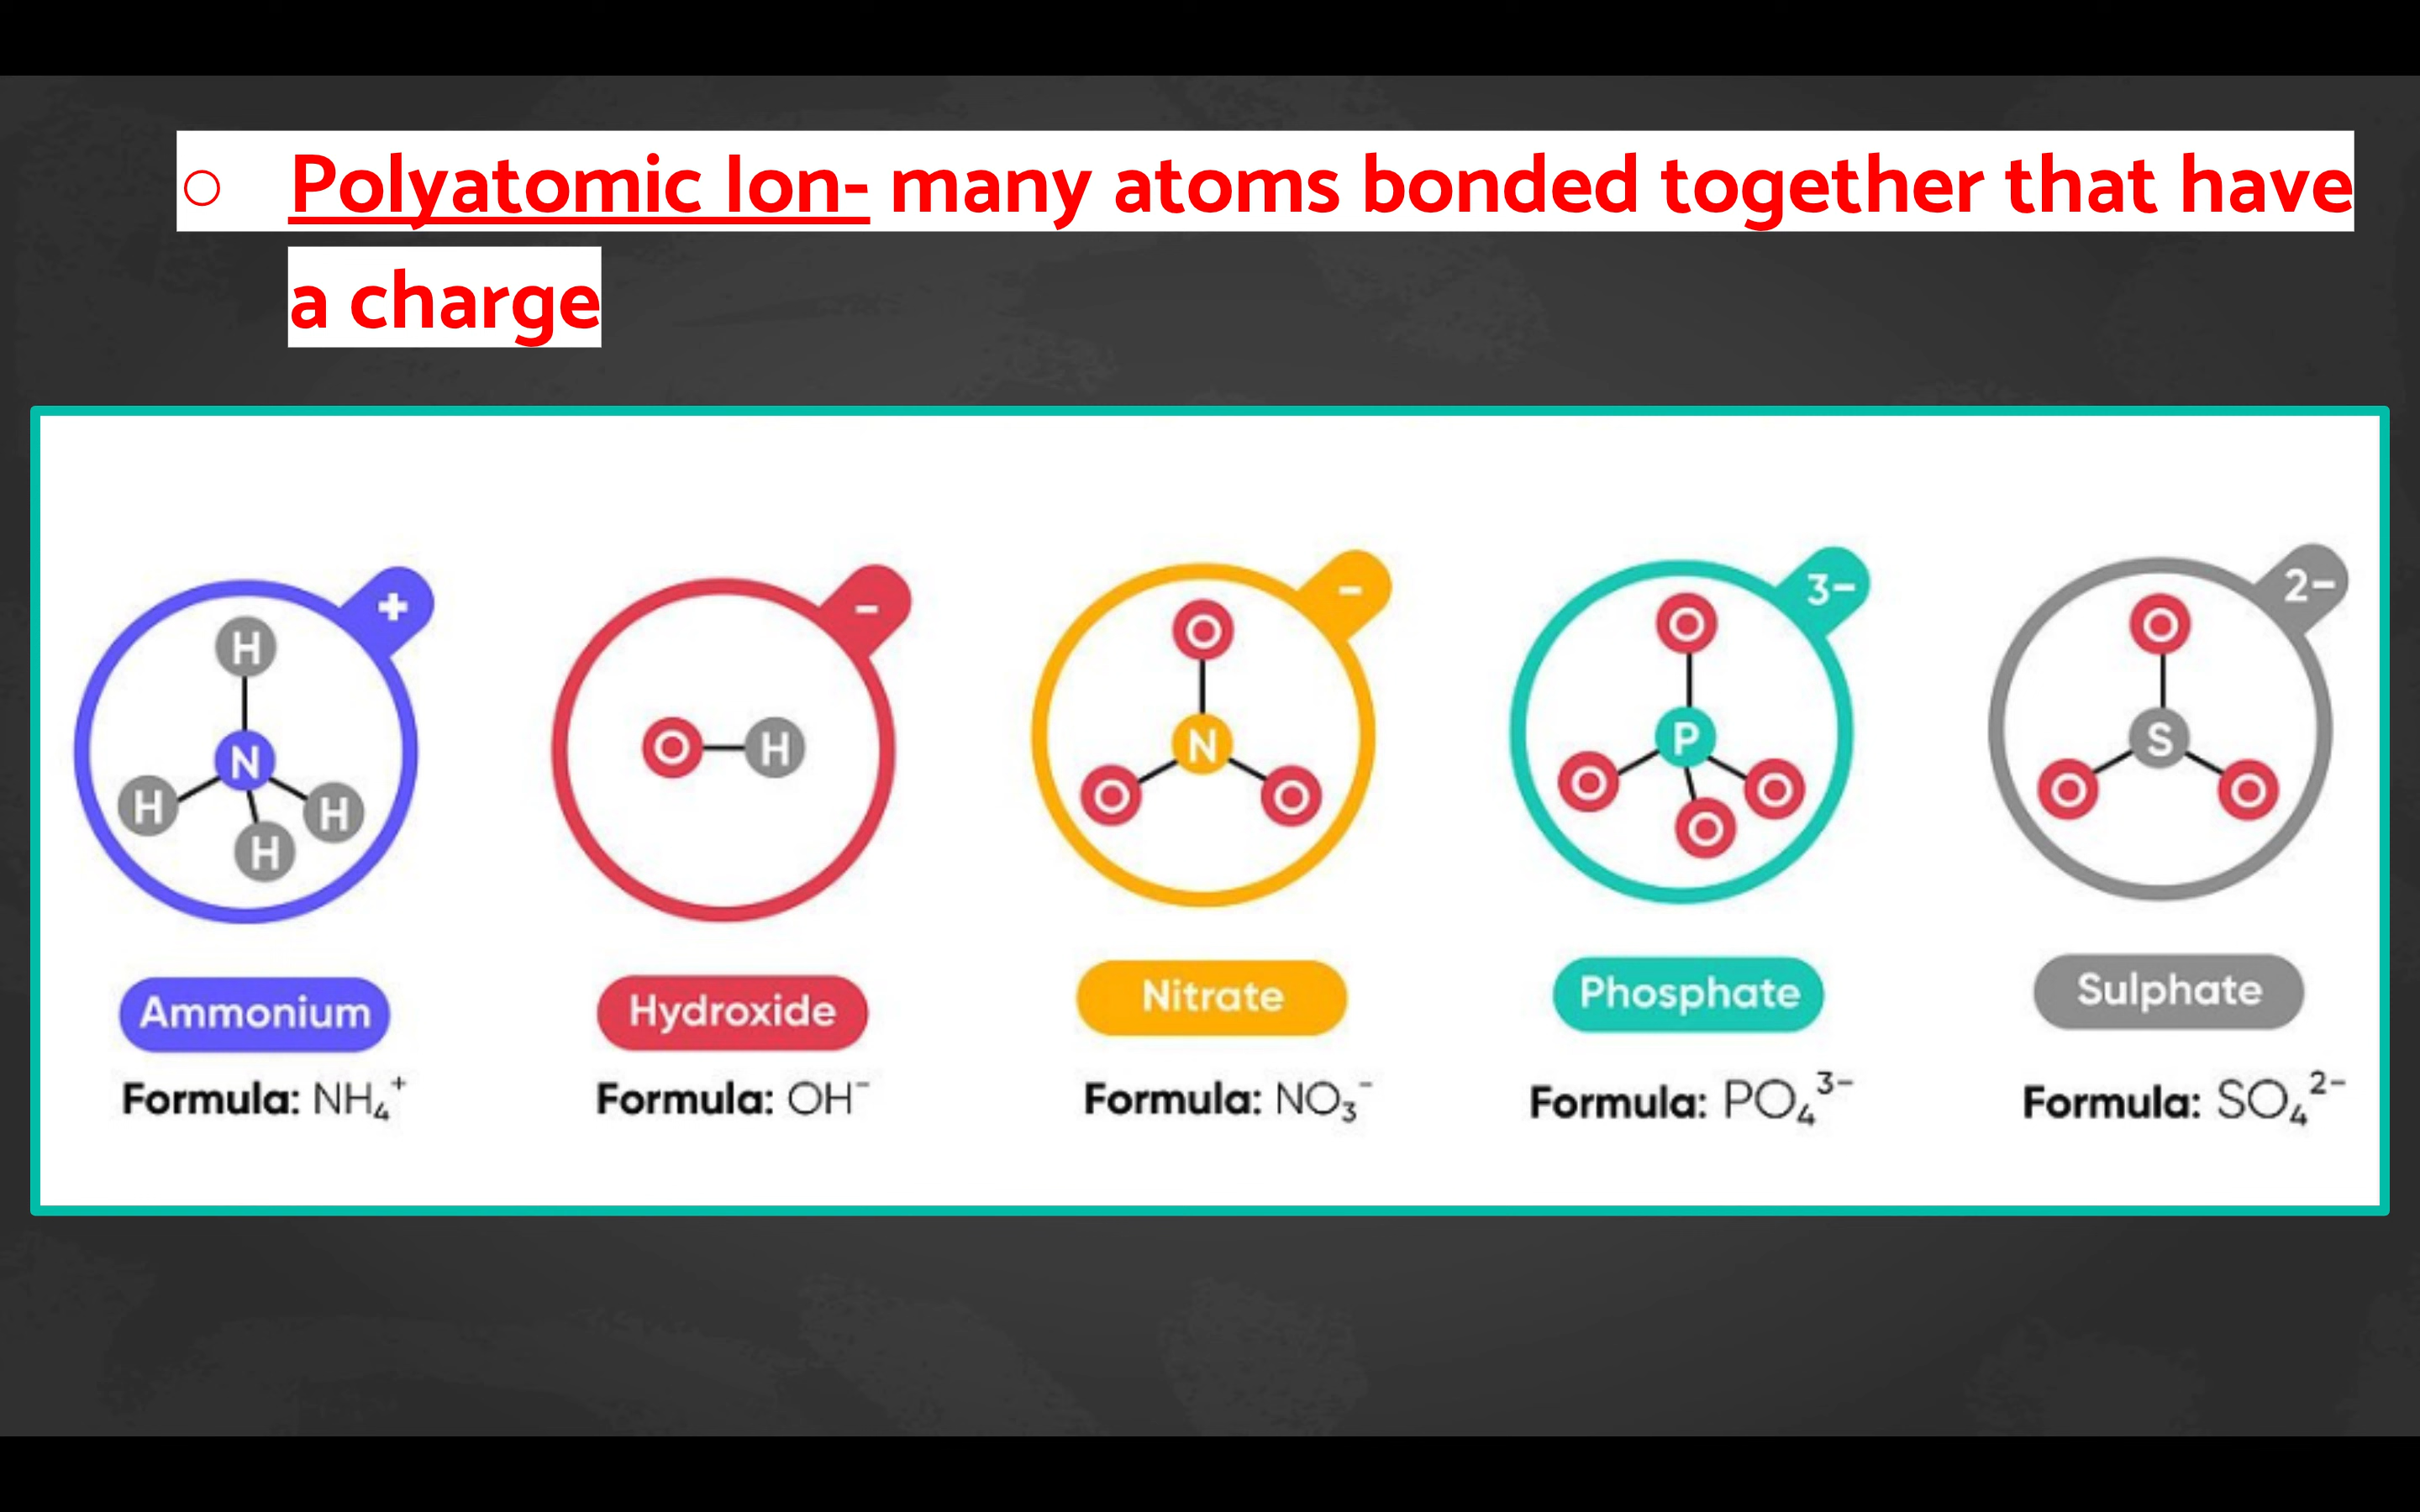 ○ Polyatomic Ion- many atoms bonded together that have
a charge
+
H
N
H
H
H
Ammonium
Formula: NH₄⁺
-
O
H
Hydroxide
Formula: OH⁻
-
O
N
O
O
Nitrate
Formula: NO₃⁻
3-
O
P
O
O
O
Phosphate
Formula: PO₄³⁻
2-
O
S
O
O
Sulphate
Formula: SO₄²⁻